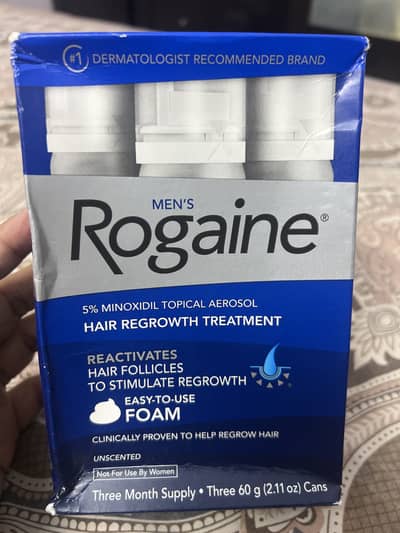 #1 DERMATOLOGIST RECOMMENDED BRAND
MEN'S
Rogaine®
5% MINOXIDIL TOPICAL AEROSOL
HAIR REGROWTH TREATMENT
REACTIVATES
HAIR FOLLICLES
TO STIMULATE REGROWTH
EASY-TO-USE
FOAM
CLINICALLY PROVEN TO HELP REGROW HAIR
UNSCENTED
Not For Use By Women
Three Month Supply • Three 60 g (2.11 oz) Cans